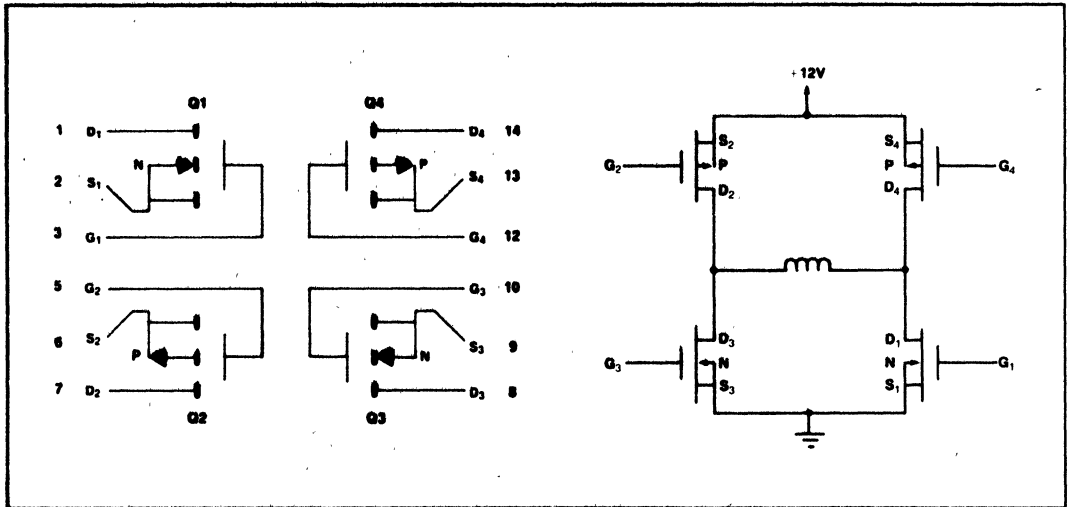 Q1 Q4
1 D₁ D₄ 14
N P
2 S₁ S₄ 13
3 G₁ G₄ 12
5 G₂ G₃ 10
6 S₂ S₃ 9
P N
7 D₂ D₃ 8
Q2 Q3
+12V
S₂ S₄
G₂ P P G₄
D₂ D₄
D₃ D₁
G₃ N N G₁
S₃ S₁